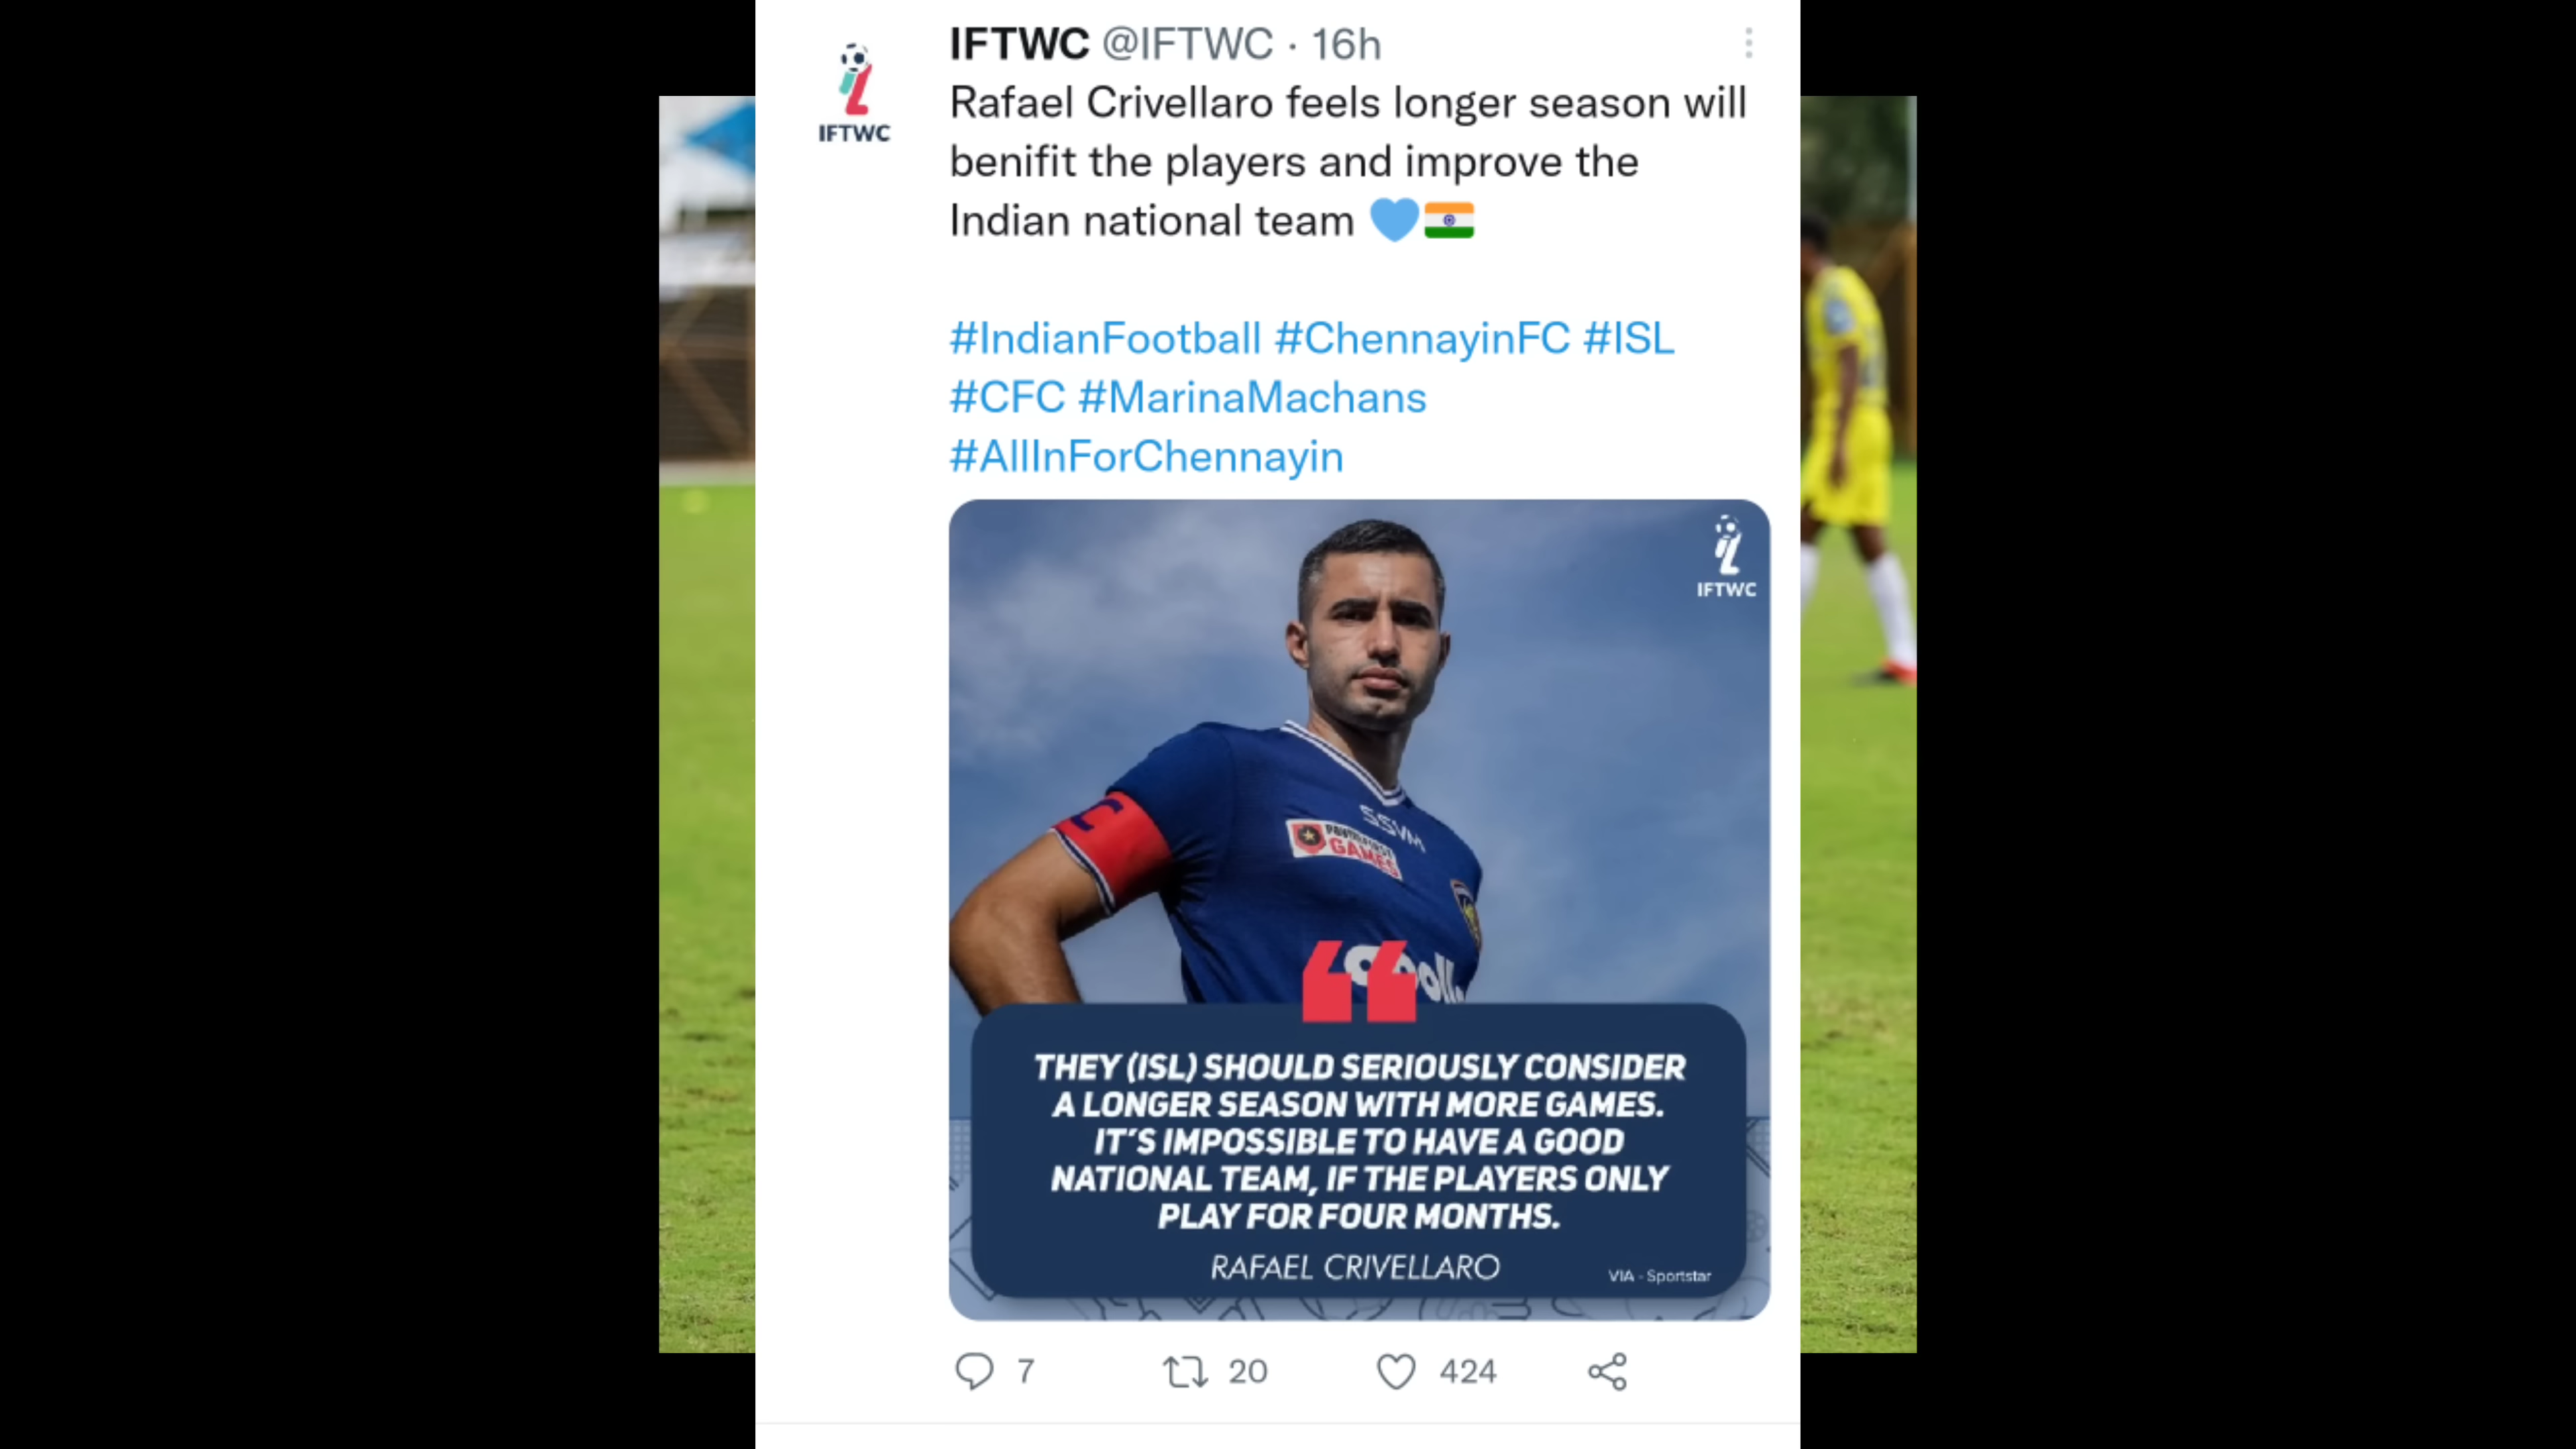 IFTWC @IFTWC · 16h
IFTWC
Rafael Crivellaro feels longer season will
benifit the players and improve the
Indian national team 💙🇮🇳
#IndianFootball #ChennayinFC #ISL
#CFC #MarinaMachans
#AllInForChennayin
IFTWC
SSVM
GAMES
THEY (ISL) SHOULD SERIOUSLY CONSIDER
A LONGER SEASON WITH MORE GAMES.
IT'S IMPOSSIBLE TO HAVE A GOOD
NATIONAL TEAM, IF THE PLAYERS ONLY
PLAY FOR FOUR MONTHS.
RAFAEL CRIVELLARO
VIA - Sportstar
7 20 424